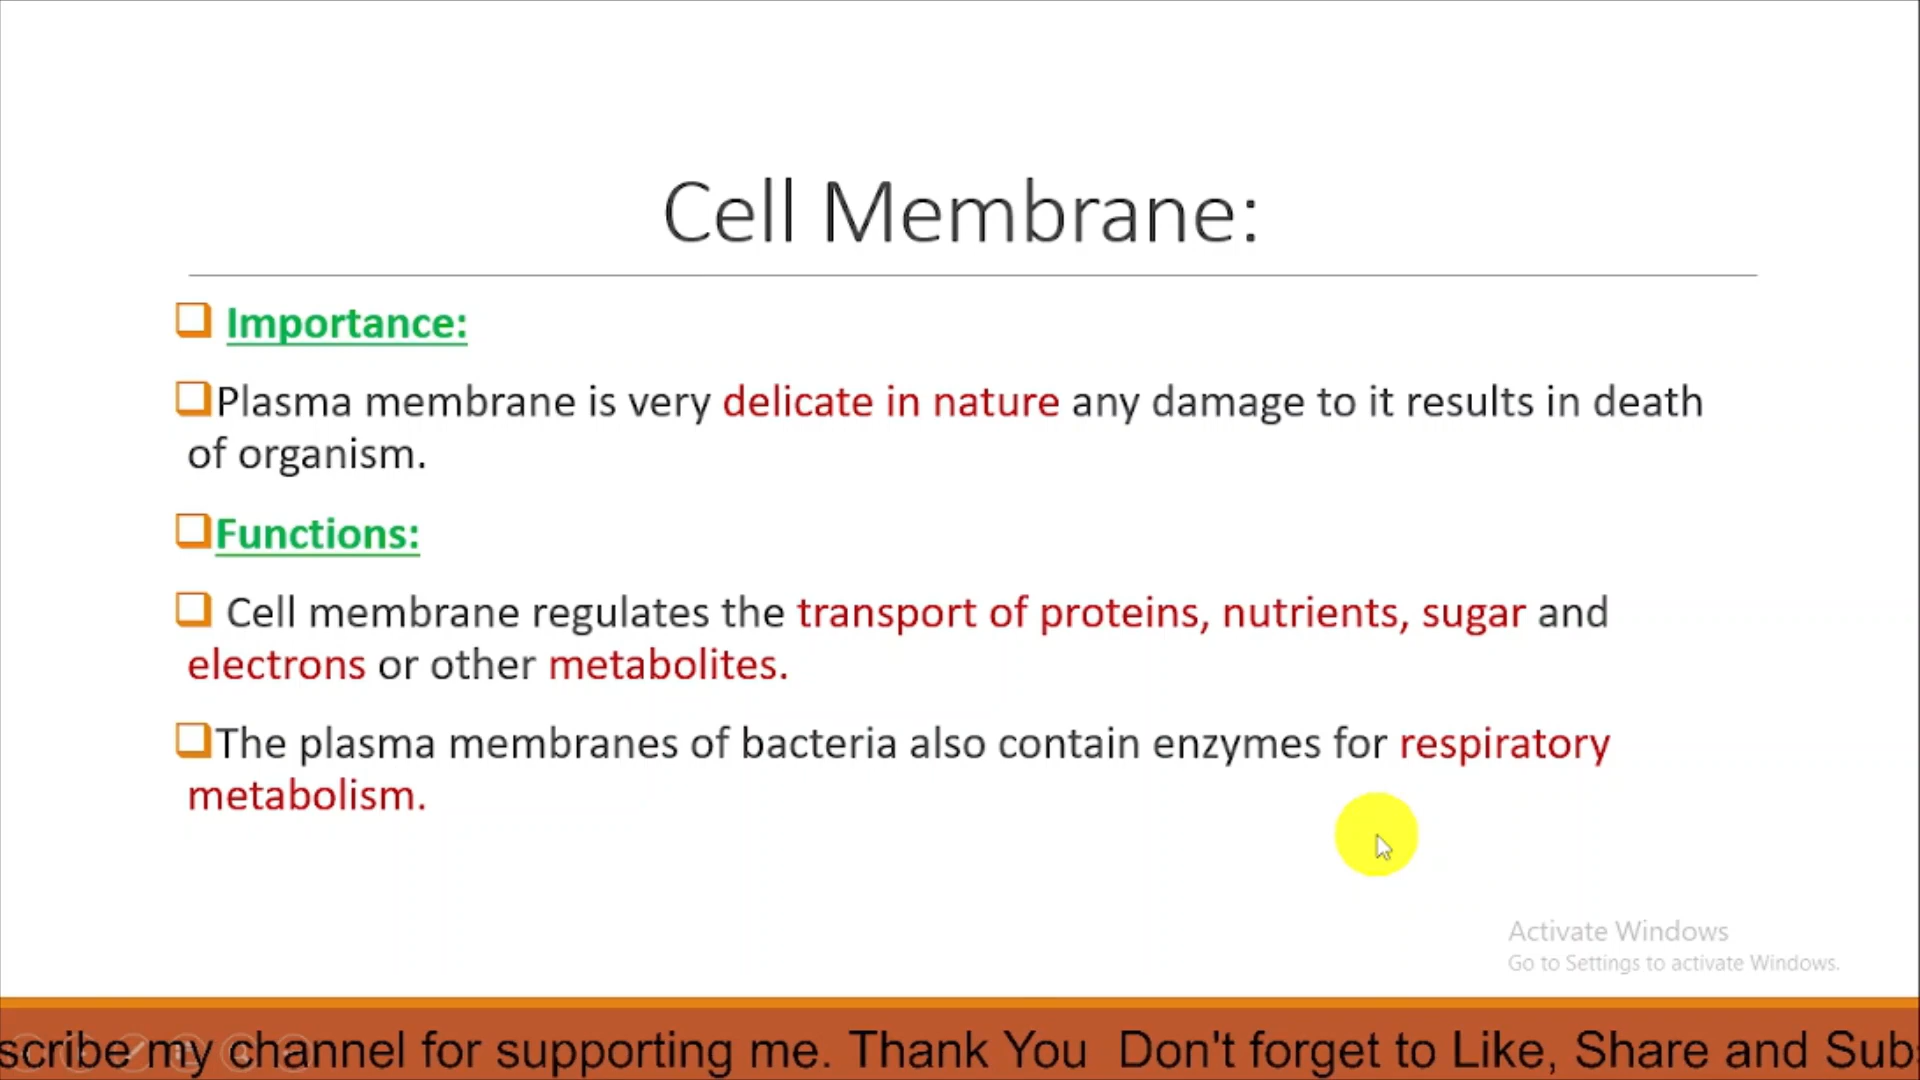 Cell Membrane:
Importance:
Plasma membrane is very delicate in nature any damage to it results in death
of organism.
Functions:
Cell membrane regulates the transport of proteins, nutrients, sugar and
electrons or other metabolites.
The plasma membranes of bacteria also contain enzymes for respiratory
metabolism.
Activate Windows
Go to Settings to activate Windows.
scribe my channel for supporting me. Thank You Don't forget to Like, Share and Sub